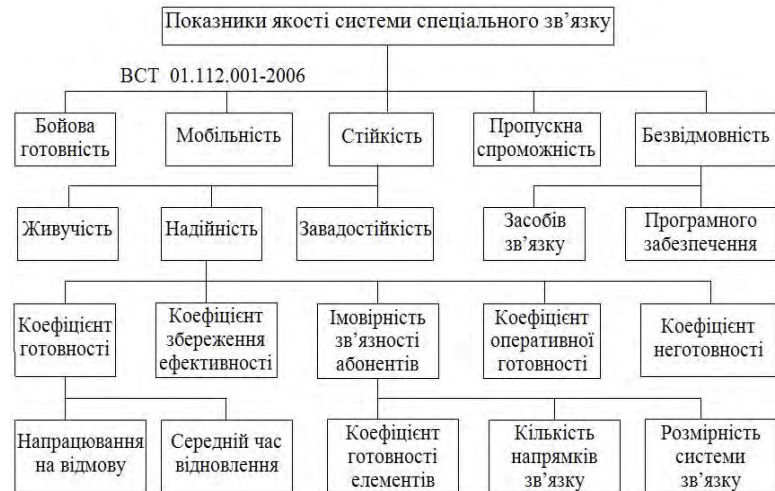 Показники якості системи спеціального зв’язку
ВСТ 01.112.001-2006
Бойова
готовність
Мобільність
Стійкість
Пропускна
спроможність
Безвідмовність
Живучість
Надійність
Завадостійкість
Засобів
зв’язку
Програмного
забезпечення
Коефіцієнт
готовності
Коефіцієнт
збереження
ефективності
Імовірність
зв’язності
абонентів
Коефіцієнт
оперативної
готовності
Коефіцієнт
неготовності
Напрацювання
на відмову
Середній час
відновлення
Коефіцієнт
готовності
елементів
Кількість
напрямків
зв’язку
Розмірність
системи
зв’язку